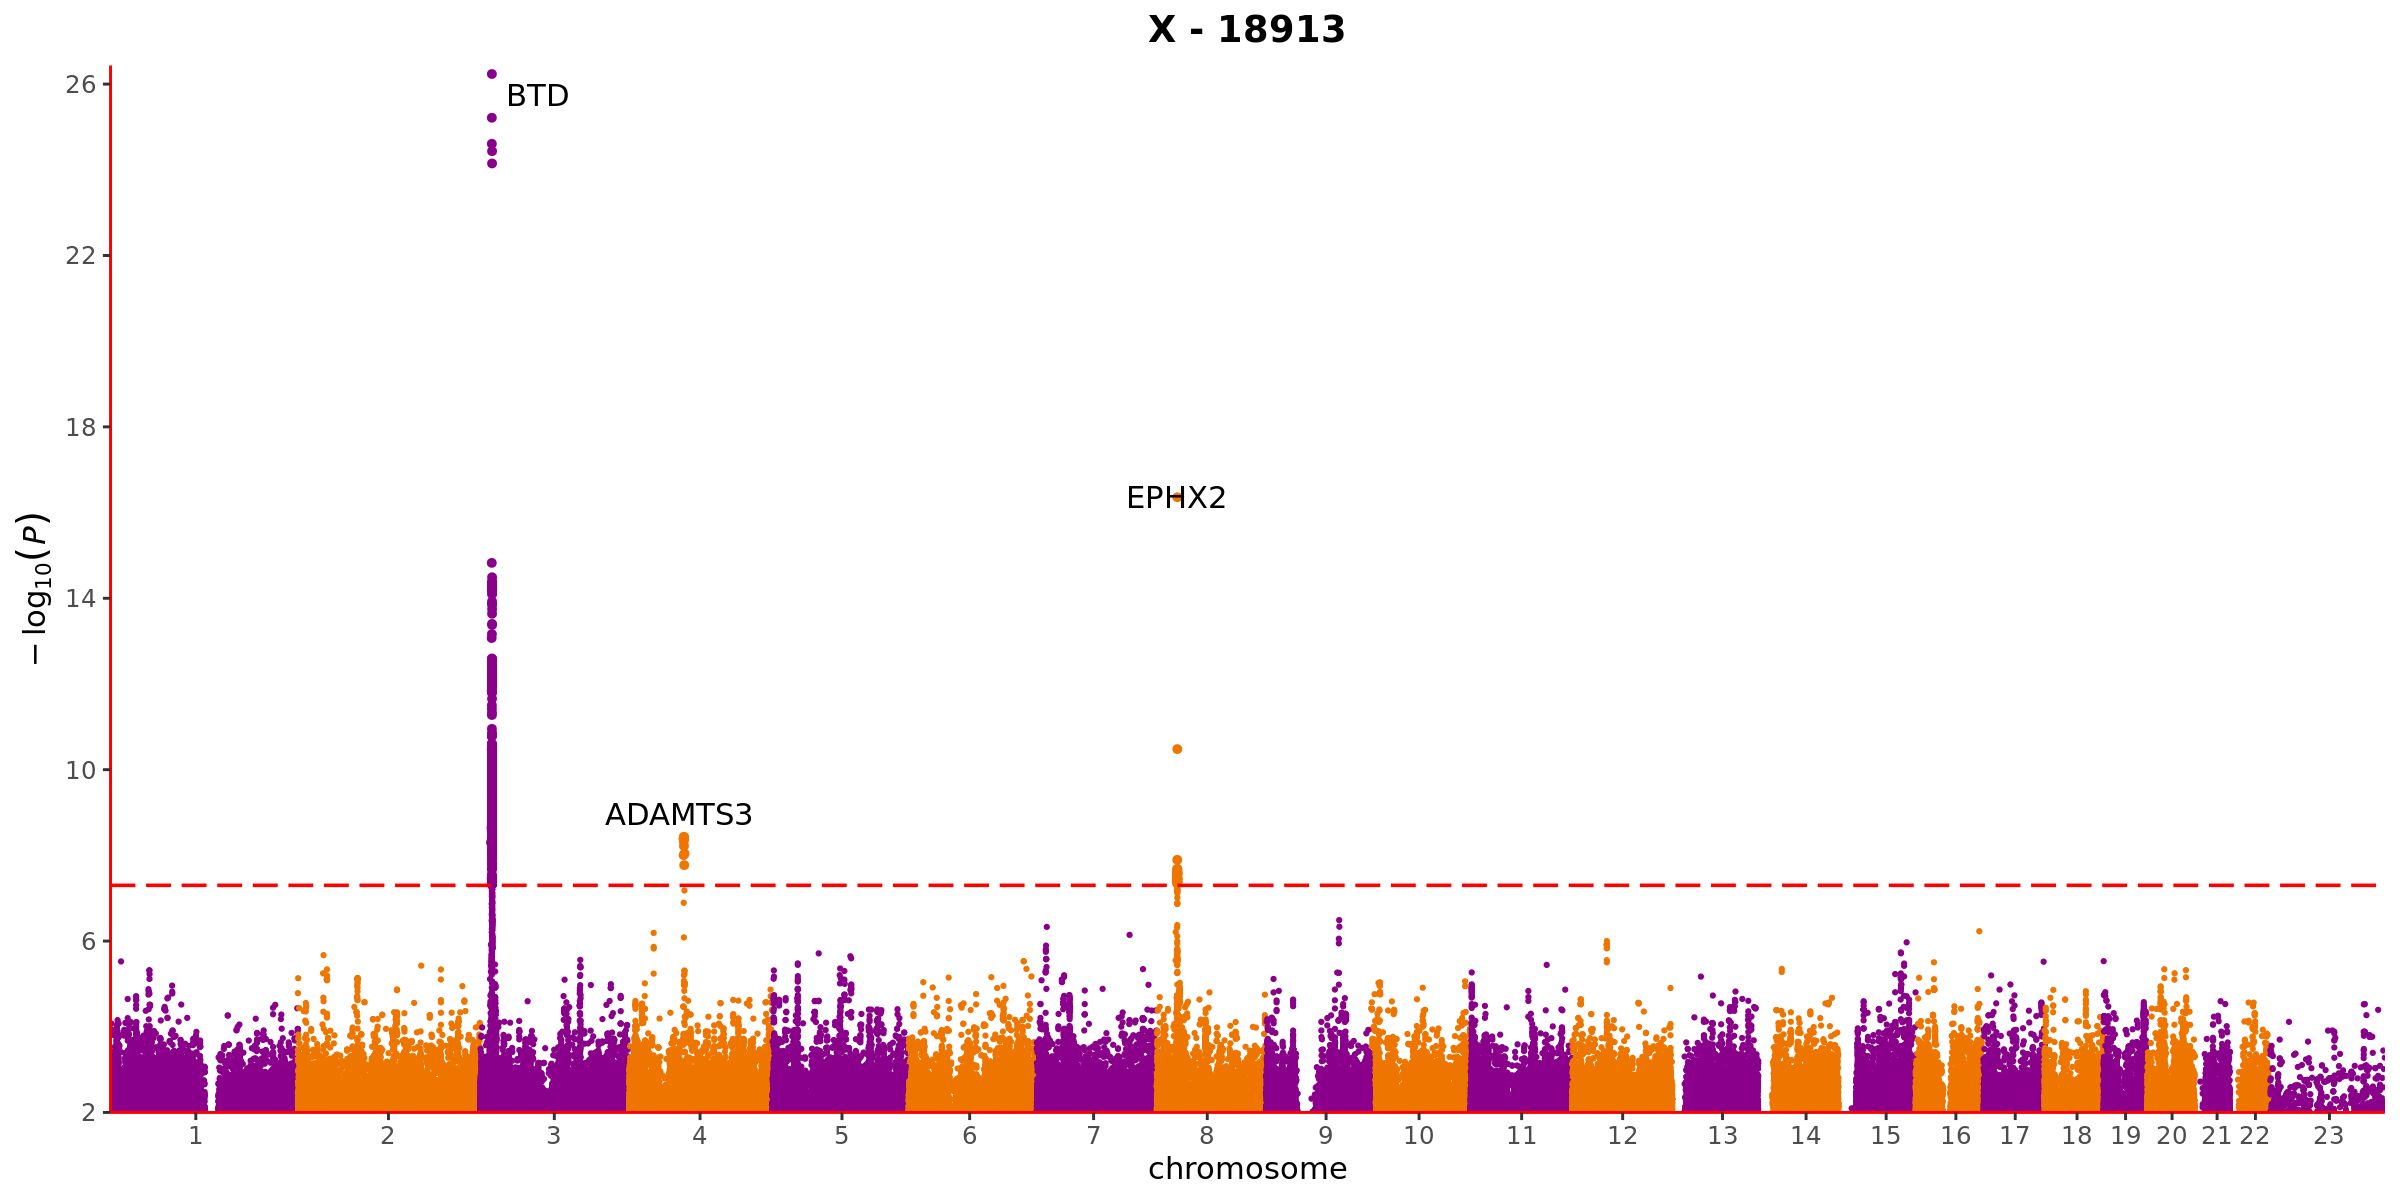 X - 18913
26
BTD
22
18
EPHX2
14
10
ADAMTS3
6
2
− log10(P)
1 2 3 4 5 6 7 8 9 10 11 12 13 14 15 16 17 18 19 20 21 22 23
chromosome